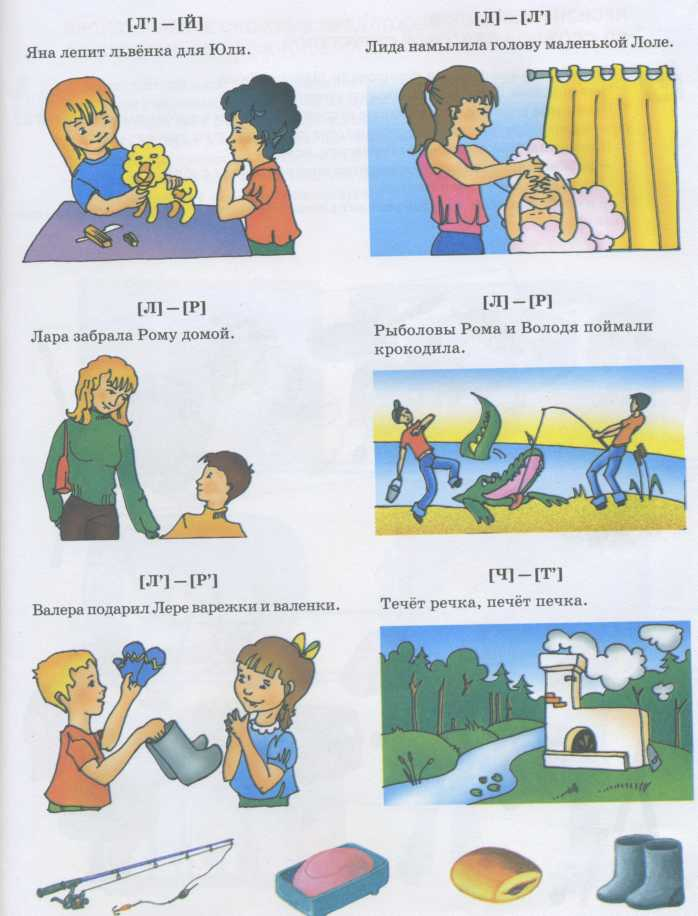 [Л’] — [Й]
Яна лепит львёнка для Юли.
[Л] — [Л’]
Лида намылила голову маленькой Лоле.
[Л] — [Р]
Лара забрала Рому домой.
[Л] — [Р]
Рыболовы Рома и Володя поймали
крокодила.
[Л’] — [Р’]
Валера подарил Лере варежки и валенки.
[Ч] — [Т’]
Течёт речка, печёт печка.